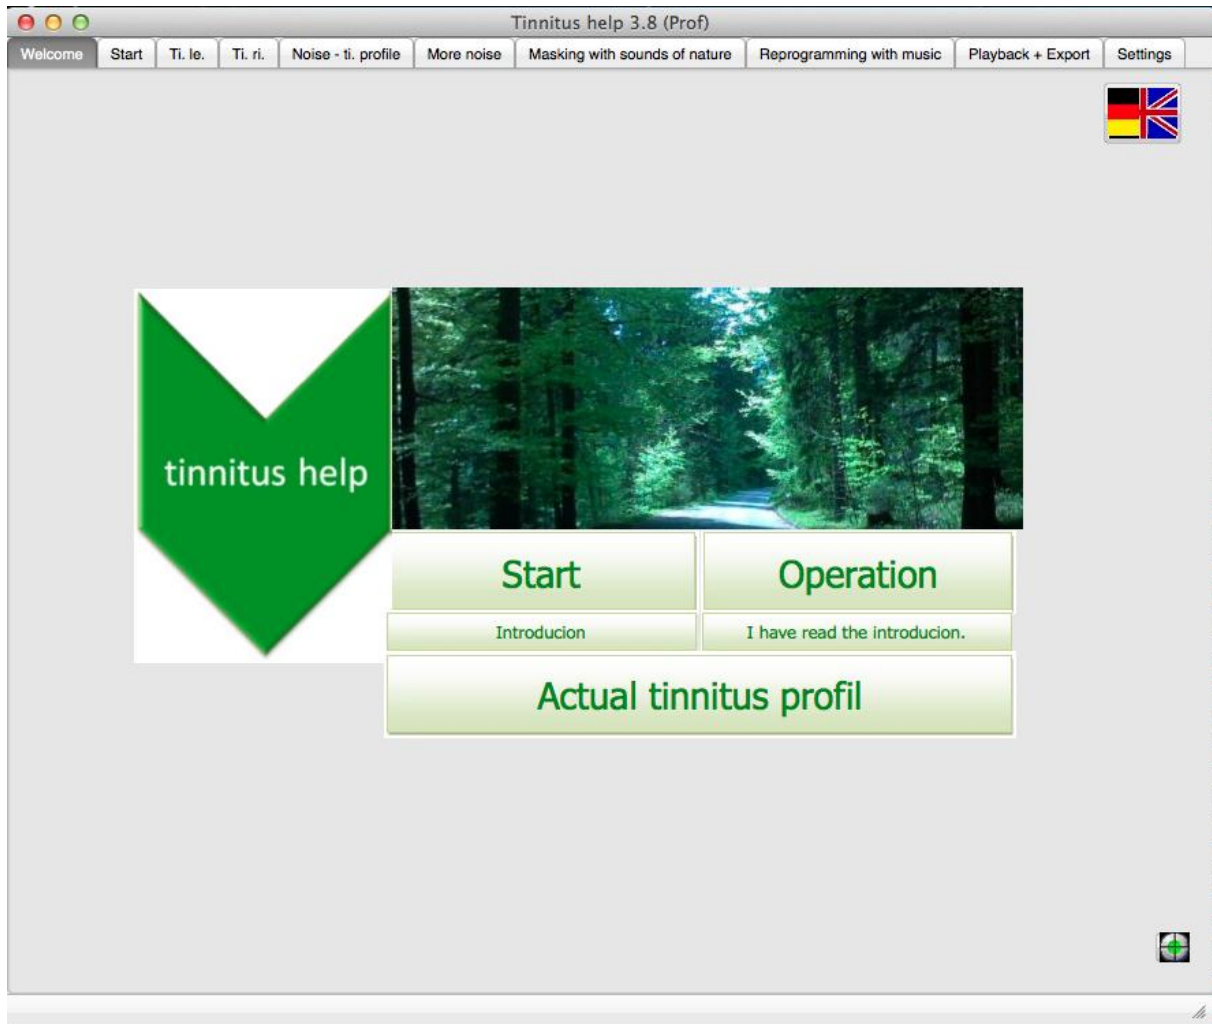 Tinnitus help 3.8 (Prof)
Welcome Start Ti. le. Ti. ri. Noise - ti. profile More noise Masking with sounds of nature Reprogramming with music Playback + Export Settings
tinnitus help
Start Operation
Introducion I have read the introducion.
Actual tinnitus profil